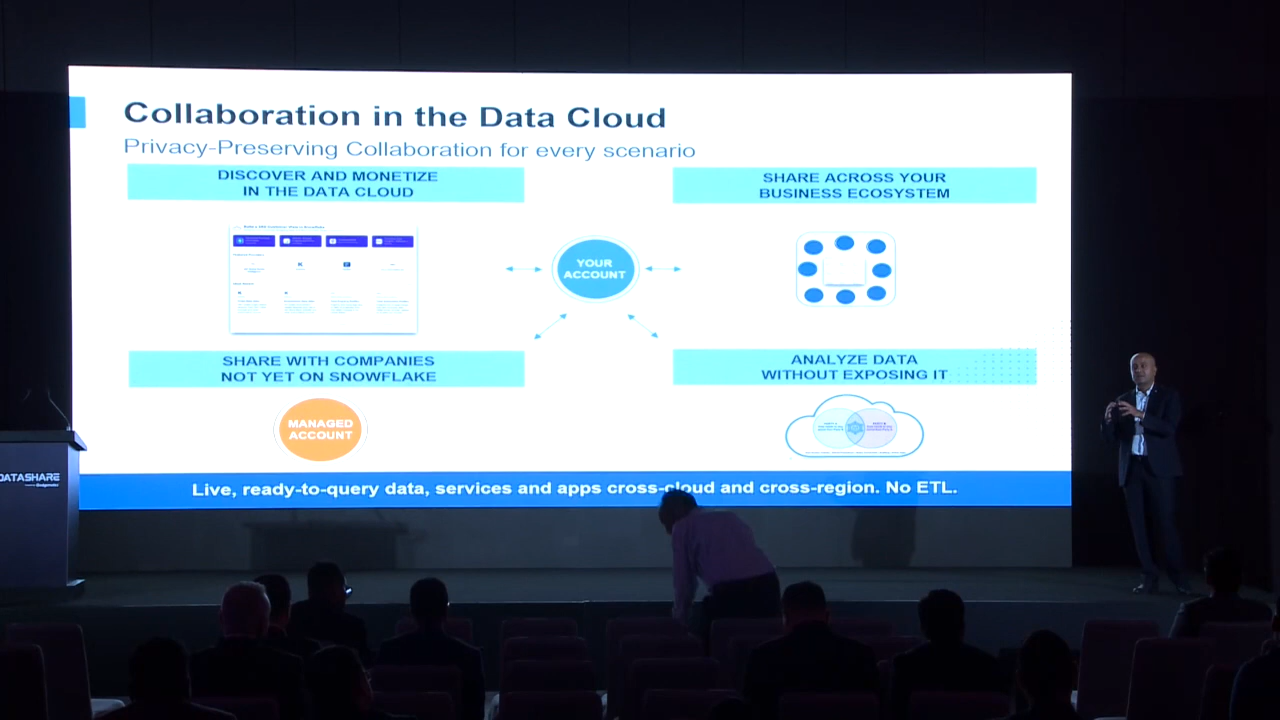 Collaboration in the Data Cloud
Privacy-Preserving Collaboration for every scenario
DISCOVER AND MONETIZE
IN THE DATA CLOUD
SHARE ACROSS YOUR
BUSINESS ECOSYSTEM
YOUR
ACCOUNT
SHARE WITH COMPANIES
NOT YET ON SNOWFLAKE
ANALYZE DATA
WITHOUT EXPOSING IT
MANAGED
ACCOUNT
Live, ready-to-query data, services and apps cross-cloud and cross-region. No ETL.
DATASHARE